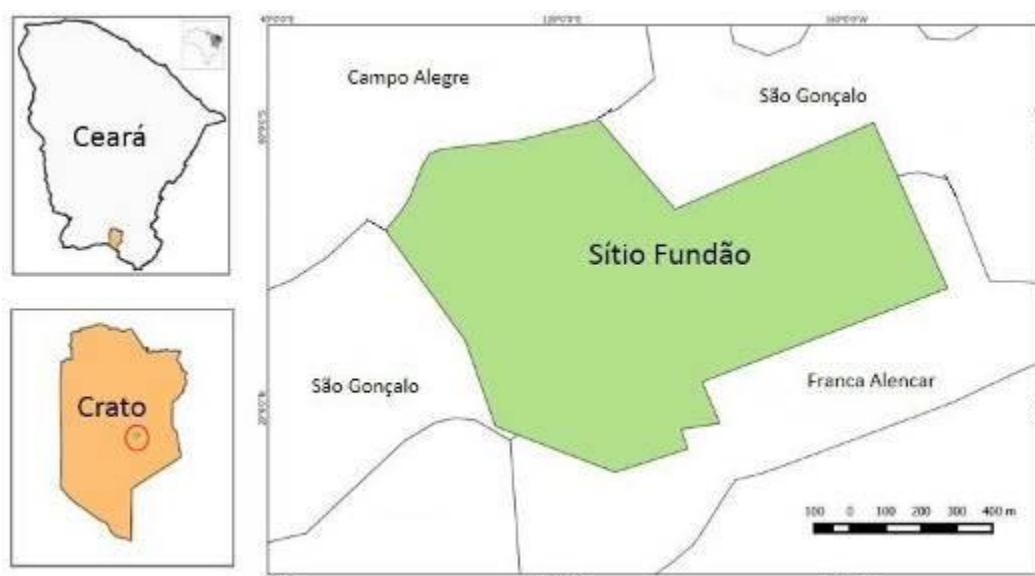 Ceará
Crato
Campo Alegre
São Gonçalo
Sítio Fundão
São Gonçalo
Franca Alencar
100 0 100 200 300 400 m